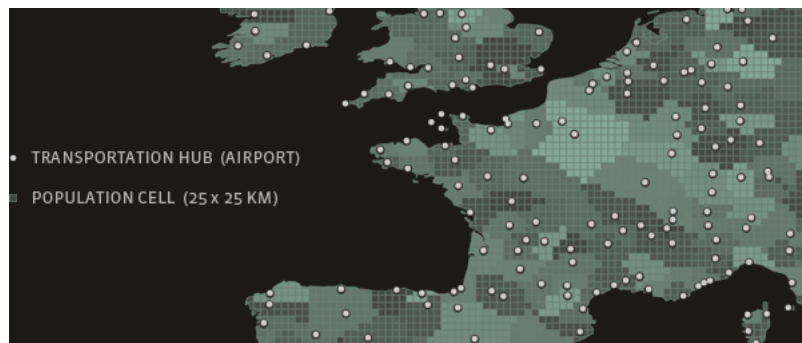 TRANSPORTATION HUB (AIRPORT)
POPULATION CELL (25 x 25 KM)